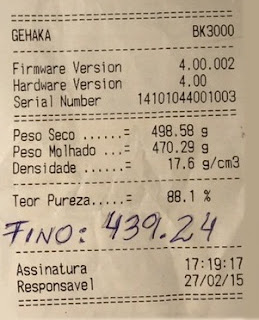 GEHAKA BK3000
Firmware Version 4.00.002
Hardware Version 4.00
Serial Number 14101044001003
Peso Seco ......= 498.58 g
Peso Molhado ...= 470.29 g
Densidade ......= 17.6 g/cm3
Teor Pureza.....= 88.1 %
FINO: 439.24
Assinatura 17:19:17
Responsavel 27/02/15